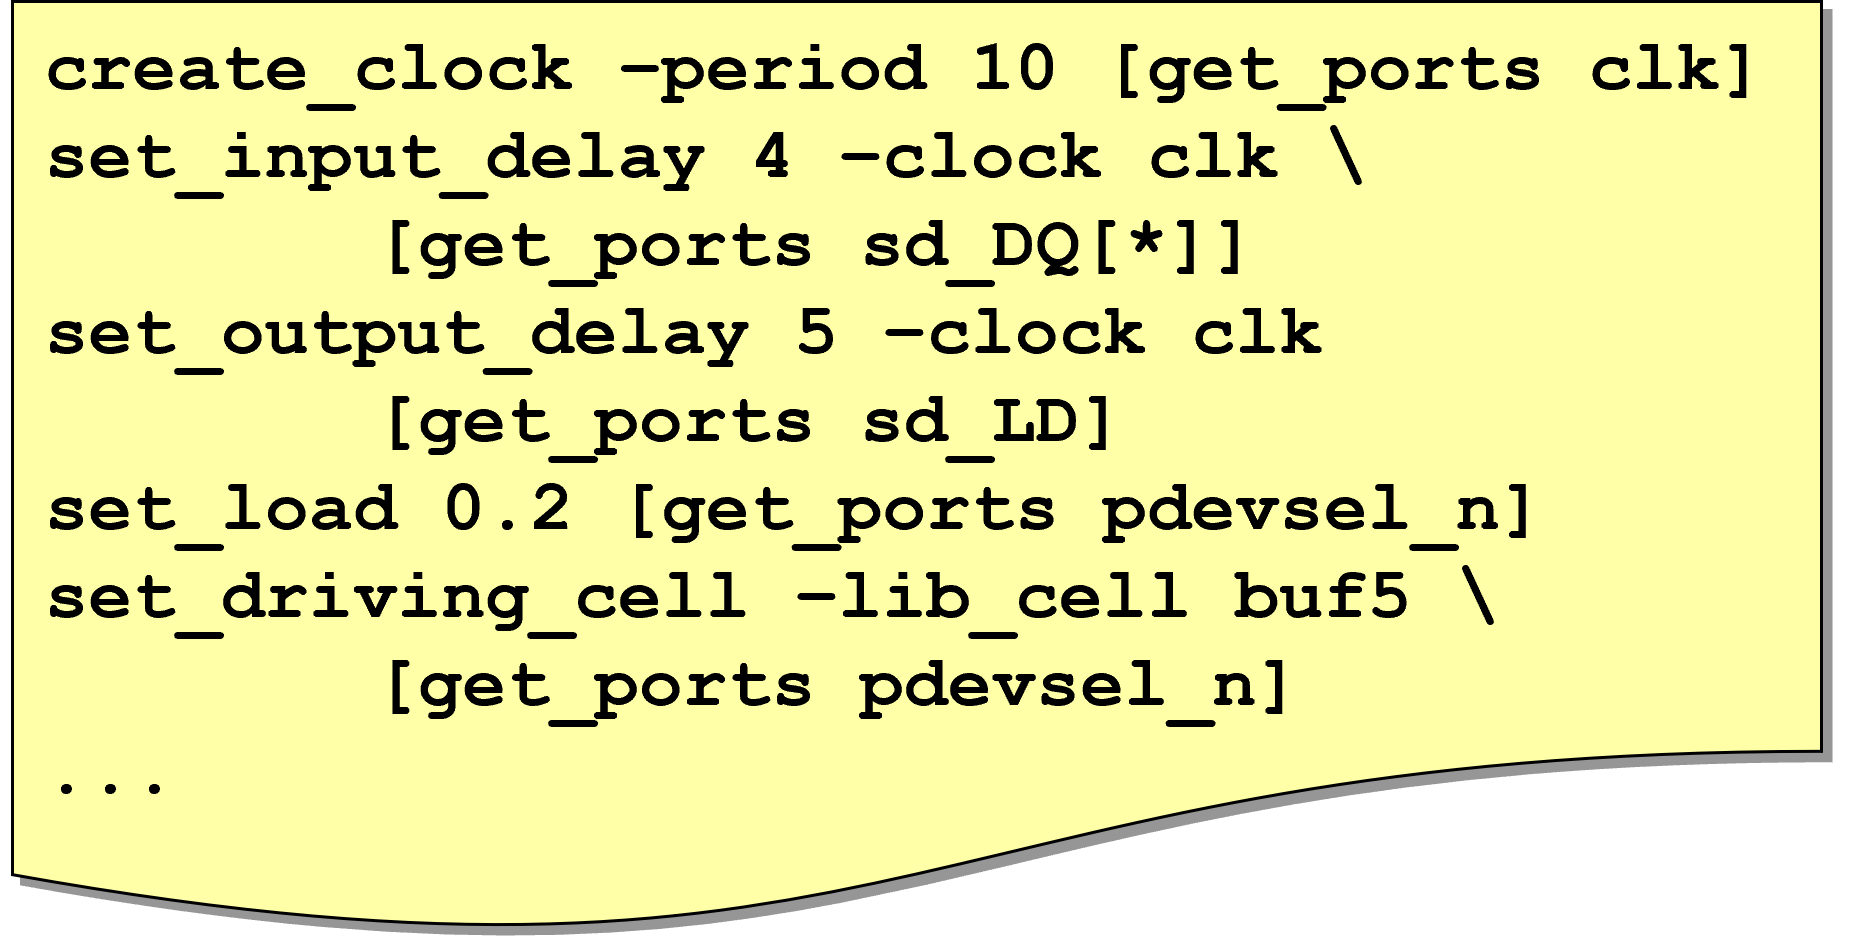 create_clock –period 10 [get_ports clk]
set_input_delay 4 –clock clk \
[get_ports sd_DQ[*]]
set_output_delay 5 –clock clk
[get_ports sd_LD]
set_load 0.2 [get_ports pdevsel_n]
set_driving_cell –lib_cell buf5 \
[get_ports pdevsel_n]
...